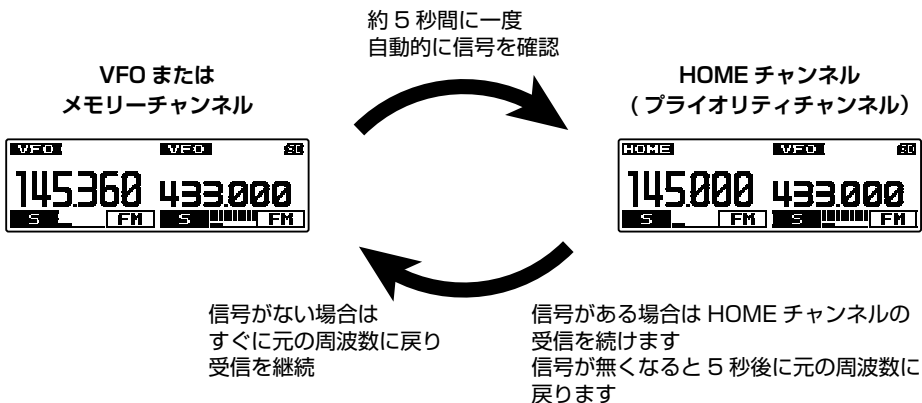 約 5 秒間に一度
自動的に信号を確認
VFO または
メモリーチャンネル
HOME チャンネル
( プライオリティチャンネル）
VFO VFO SD
145.360 433.000
S FM S FM
HOME VFO SD
145.000 433.000
S FM S FM
信号がない場合は
すぐに元の周波数に戻り
受信を継続
信号がある場合は HOME チャンネルの
受信を続けます
信号が無くなると 5 秒後に元の周波数に
戻ります